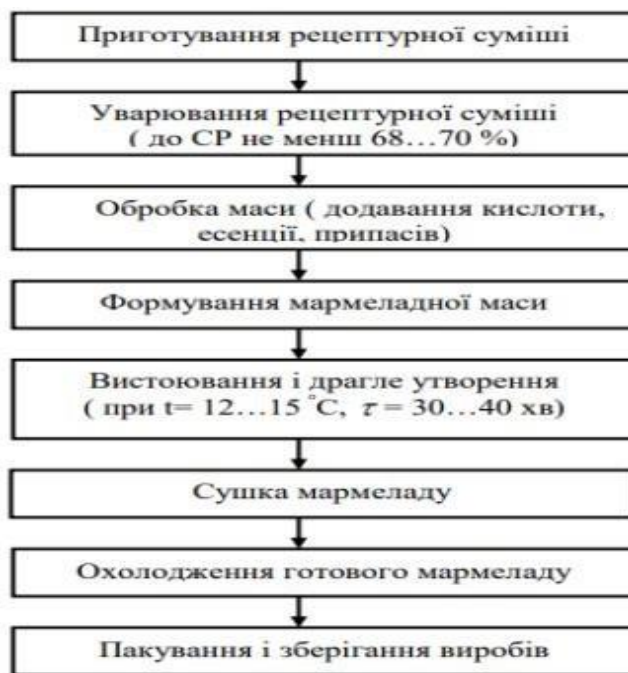 Приготування рецептурної суміші
Уварювання рецептурної суміші
( до СР не менш 68...70 %)
Обробка маси ( додавання кислоти,
есенції, припасів)
Формування мармеладної маси
Вистоювання і драгле утворення
( при t= 12...15 °С, τ = 30...40 хв)
Сушка мармеладу
Охолодження готового мармеладу
Пакування і зберігання виробів